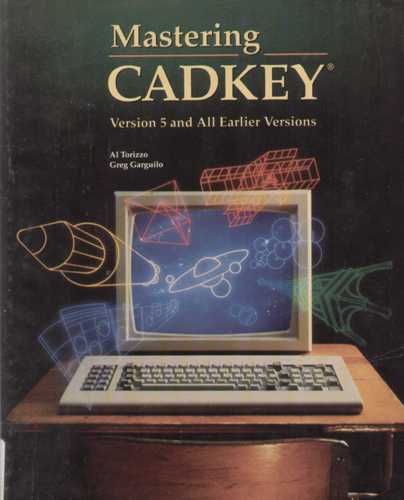 Mastering
CADKEY®
Version 5 and All Earlier Versions
Al Torizzo
Greg Garguilo